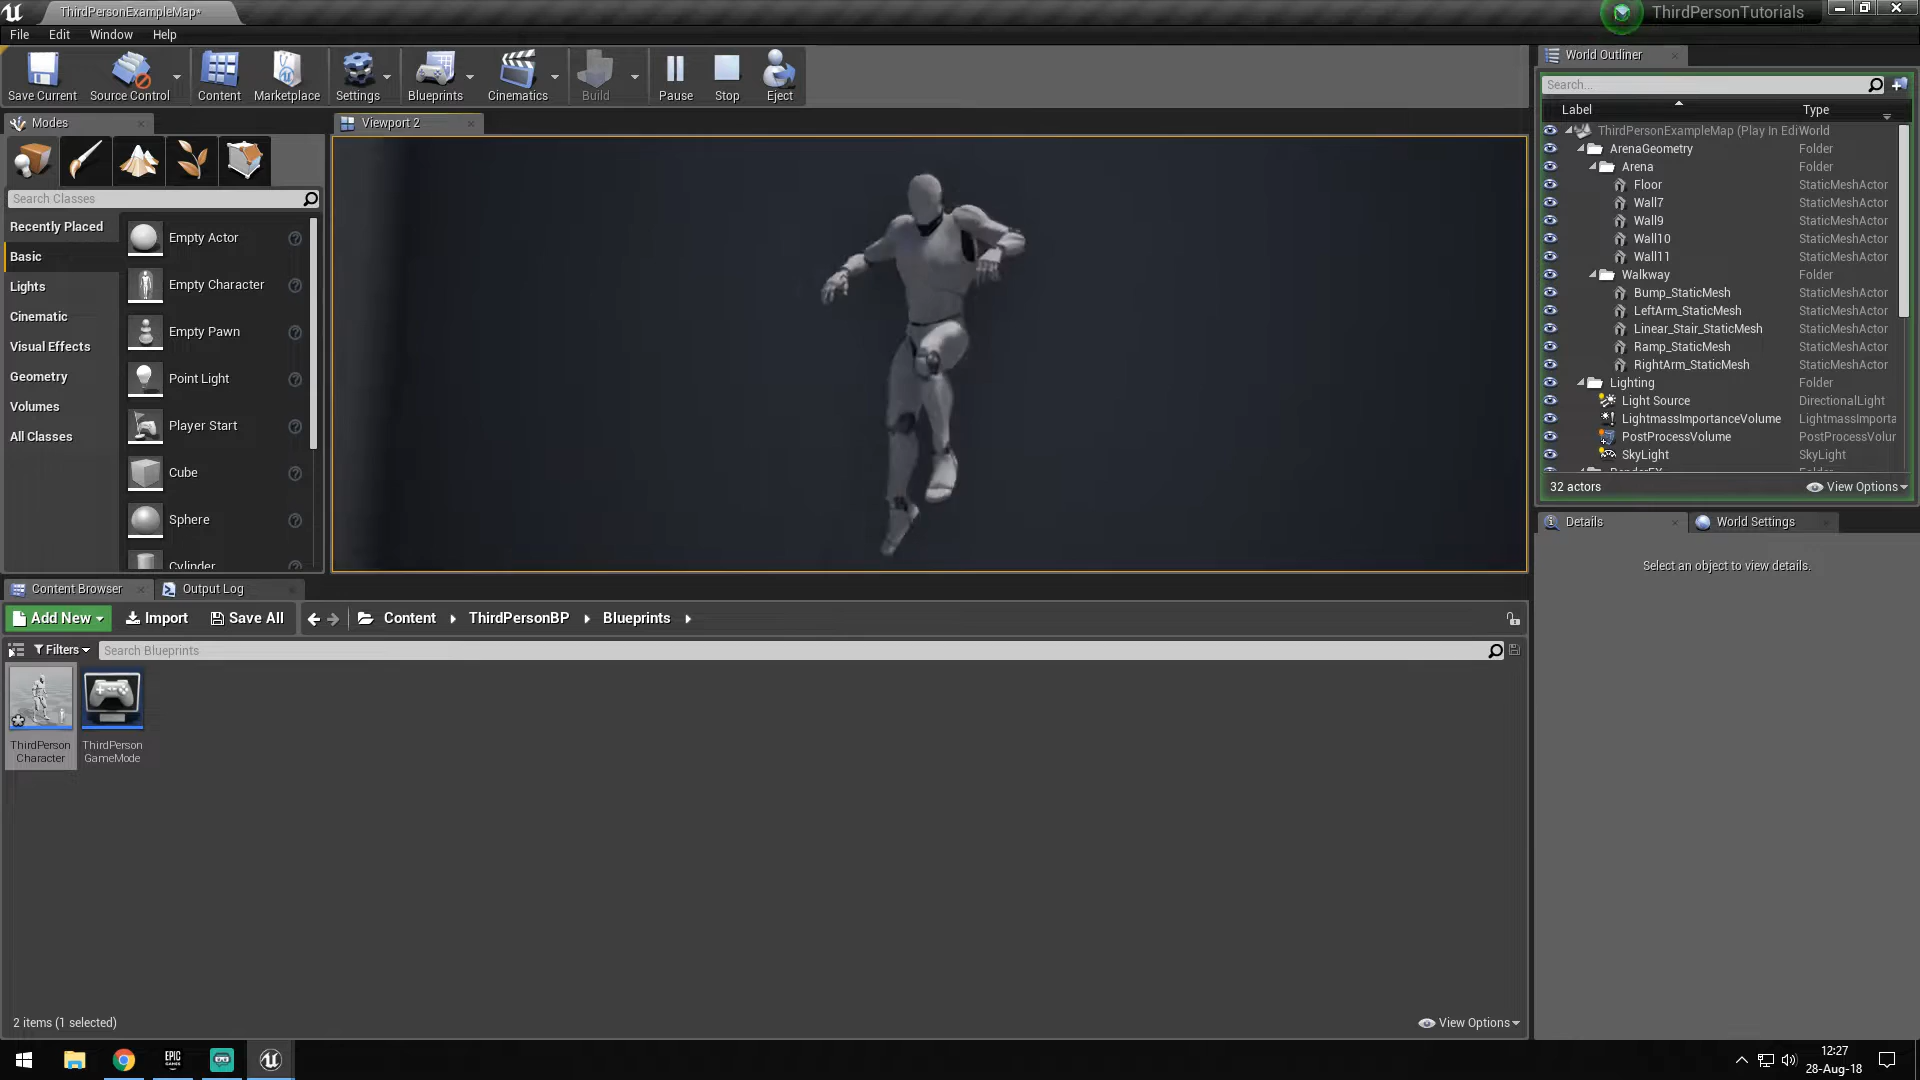 ThirdPersonExampleMap*
ThirdPersonTutorials
File Edit Window Help
Save Current Source Control Content Marketplace Settings Blueprints Cinematics Build Pause Stop Eject
Modes
Search Classes
Recently Placed
Basic
Lights
Cinematic
Visual Effects
Geometry
Volumes
All Classes
Empty Actor
Empty Character
Empty Pawn
Point Light
Player Start
Cube
Sphere
Cylinder
Viewport 2
World Outliner
Search...
Label Type
ThirdPersonExampleMap (Play In Edi World
ArenaGeometry Folder
Arena Folder
Floor StaticMeshActor
Wall7 StaticMeshActor
Wall9 StaticMeshActor
Wall10 StaticMeshActor
Wall11 StaticMeshActor
Walkway Folder
Bump_StaticMesh StaticMeshActor
LeftArm_StaticMesh StaticMeshActor
Linear_Stair_StaticMesh StaticMeshActor
Ramp_StaticMesh StaticMeshActor
RightArm_StaticMesh StaticMeshActor
Lighting Folder
Light Source DirectionalLight
LightmassImportanceVolume LightmassImporta
PostProcessVolume PostProcessVolur
SkyLight SkyLight
32 actors View Options
Details World Settings
Select an object to view details.
Content Browser Output Log
Add New Import Save All Content ThirdPersonBP Blueprints
Filters Search Blueprints
ThirdPerson
Character
ThirdPerson
GameMode
2 items (1 selected) View Options
EPIC
GAMES
12:27
28-Aug-18